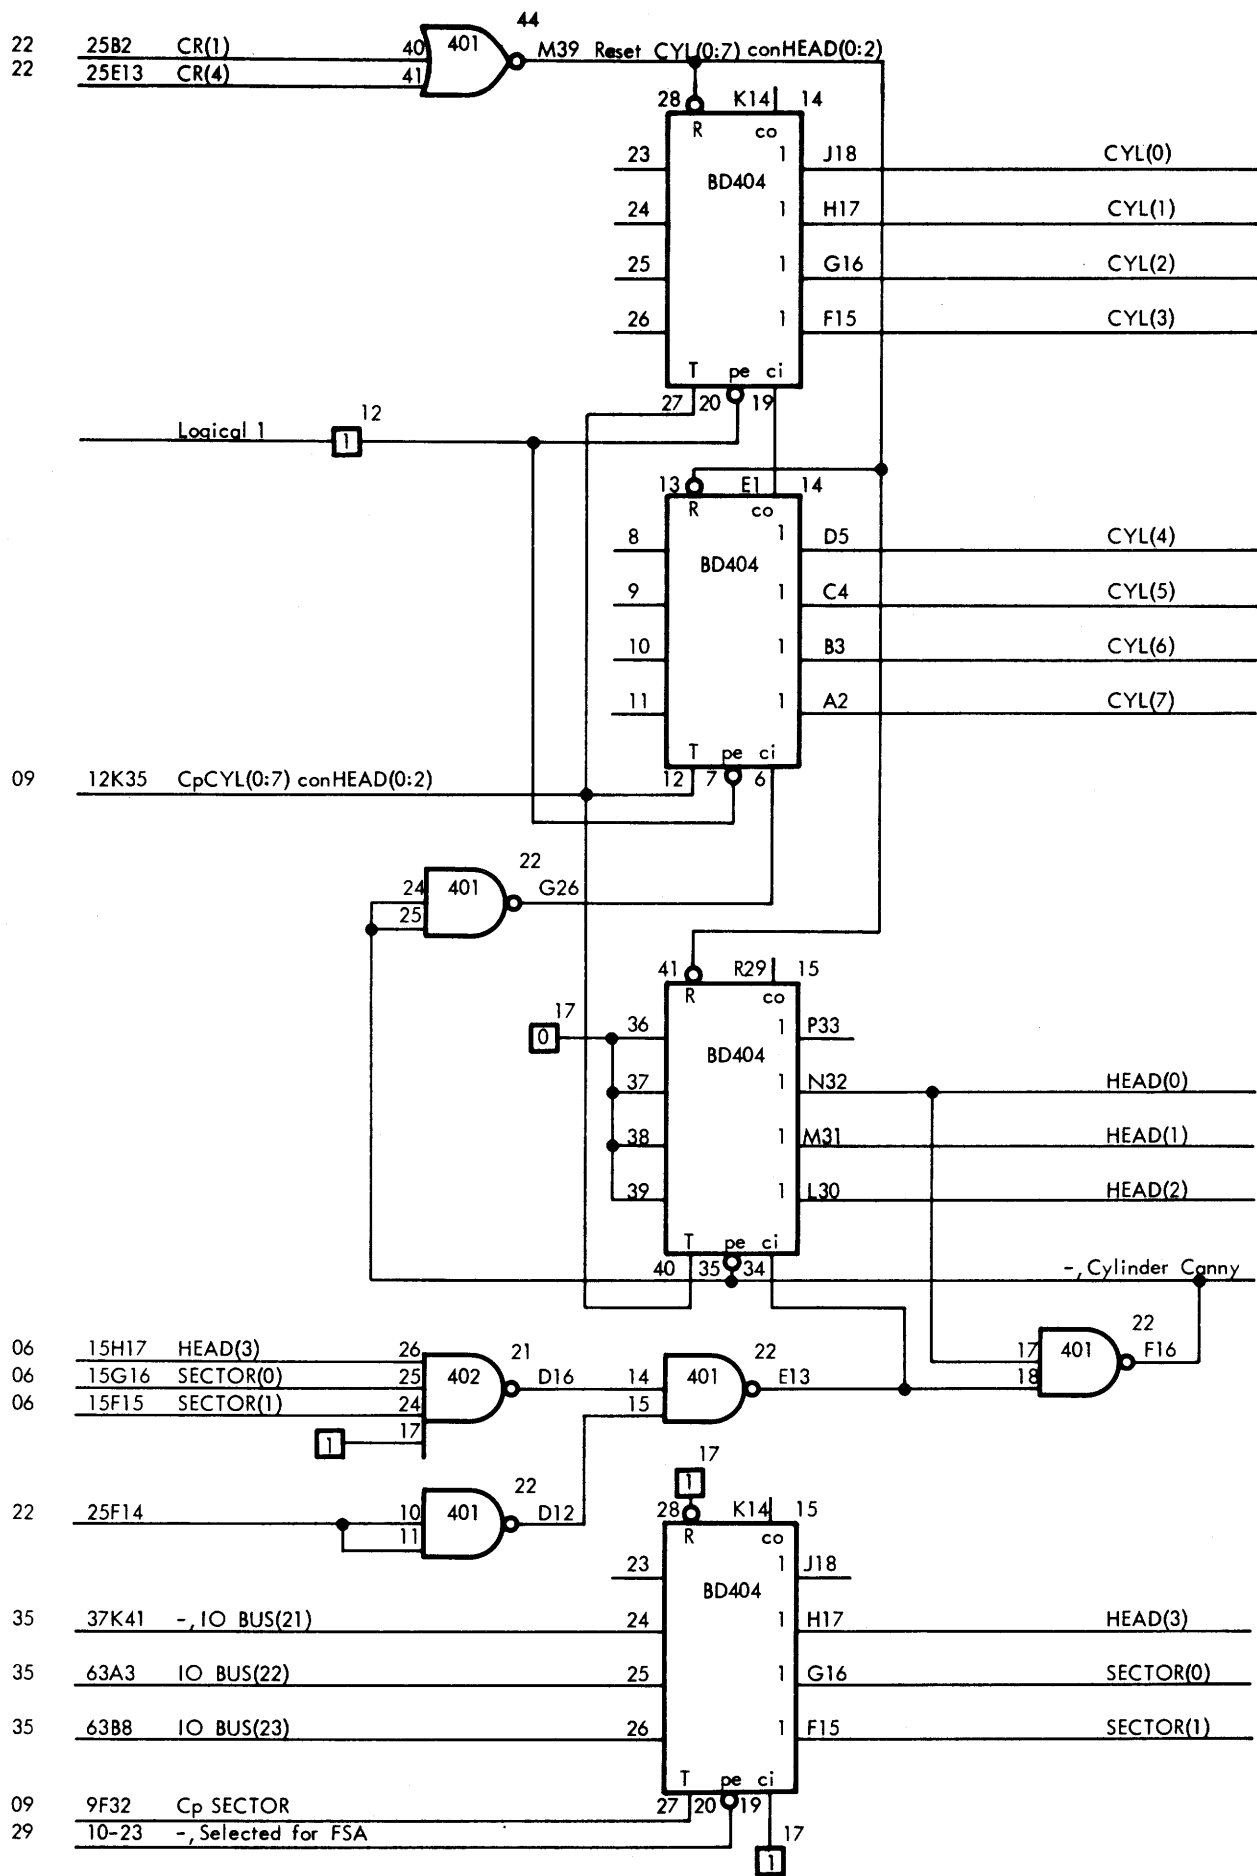 44
22 25B2 CR(1) 40 401 M39 Reset CYL(0:7) conHEAD(0:2)
22 25E13 CR(4) 41
28 K14 14
R co
23 1 J18 CYL(0)
BD404
24 1 H17 CYL(1)
25 1 G16 CYL(2)
26 1 F15 CYL(3)
T pe ci
27 20 19
12
Logical 1 1
13 E1 14
R co
8 1 D5 CYL(4)
BD404
9 1 C4 CYL(5)
10 1 B3 CYL(6)
11 1 A2 CYL(7)
T pe ci
09 12K35 CpCYL(0:7) conHEAD(0:2) 12 7 6
22
24 401 G26
25
41 R29 15
R co
17
0 36 1 P33
BD404
37 1 N32 HEAD(0)
38 1 M31 HEAD(1)
39 1 L30 HEAD(2)
T pe ci
40 35 34 -,Cylinder Canny
22
06 15H17 HEAD(3) 26 21 22 17 401 F16
06 15G16 SECTOR(0) 25 402 D16 14 401 E13 18
06 15F15 SECTOR(1) 24 15
1 17
17
1
22
28 K14 15
22 25F14 10 401 D12
11 R co
23 1 J18
BD404
35 37K41 -,IO BUS(21) 24 1 H17 HEAD(3)
35 63A3 IO BUS(22) 25 1 G16 SECTOR(0)
35 63B8 IO BUS(23) 26 1 F15 SECTOR(1)
T pe ci
09 9F32 Cp SECTOR 27 20 19
29 10-23 -,Selected for FSA 17
1